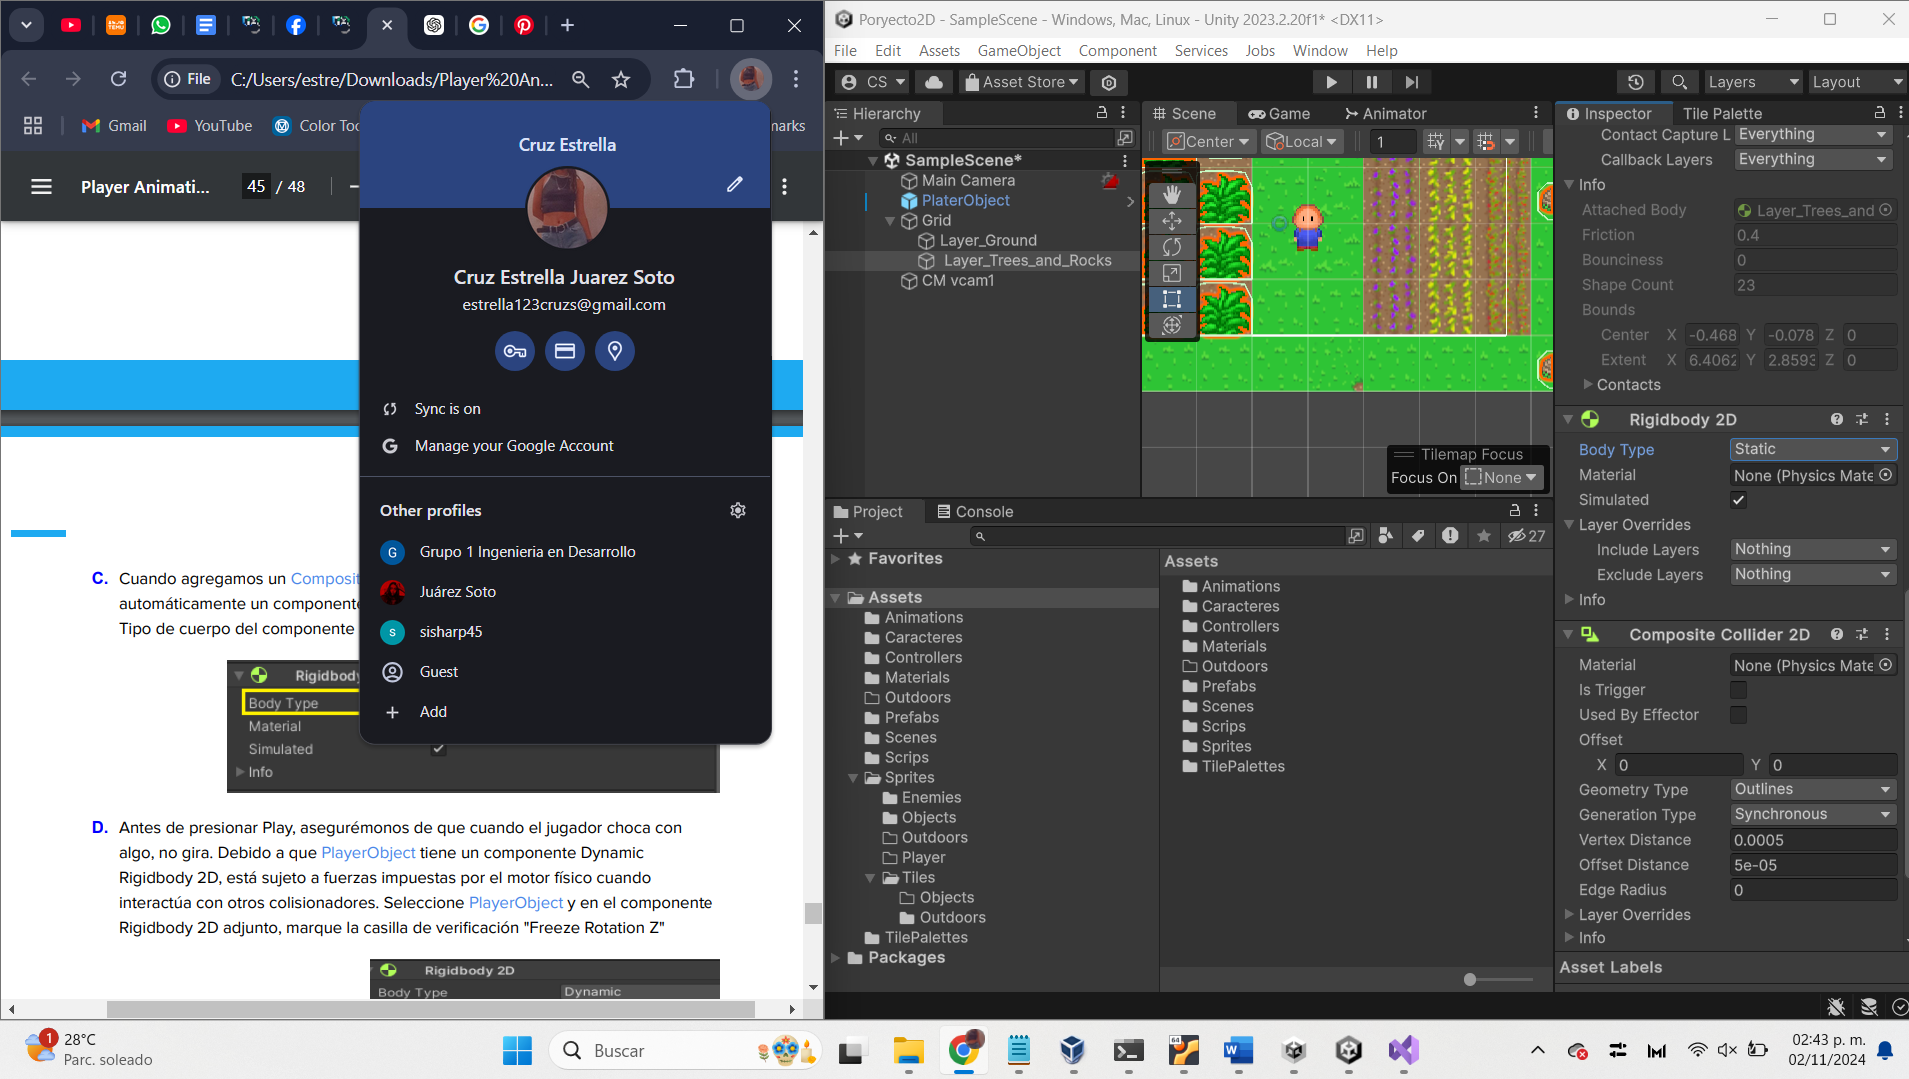 File
C:/Users/estre/Downloads/Player%20An...
Gmail
YouTube
Color Too
marks
Player Animati...
45 / 48
Cruz Estrella
Cruz Estrella Juarez Soto
estrella123cruzs@gmail.com
Sync is on
Manage your Google Account
Other profiles
G Grupo 1 Ingenieria en Desarrollo
Juárez Soto
s sisharp45
Guest
Add
C. Cuando agregamos un Composit
automáticamente un componente
Tipo de cuerpo del componente
Rigidbody
Body Type
Material
Simulated
Info
D. Antes de presionar Play, asegurémonos de que cuando el jugador choca con
algo, no gira. Debido a que PlayerObject tiene un componente Dynamic
Rigidbody 2D, está sujeto a fuerzas impuestas por el motor físico cuando
interactúa con otros colisionadores. Seleccione PlayerObject y en el componente
Rigidbody 2D adjunto, marque la casilla de verificación "Freeze Rotation Z"
Rigidbody 2D
Body Type Dynamic
Poryecto2D - SampleScene - Windows, Mac, Linux - Unity 2023.2.20f1* <DX11>
File Edit Assets GameObject Component Services Jobs Window Help
CS
Asset Store
Layers
Layout
Hierarchy
All
SampleScene*
Main Camera
PlaterObject
Grid
Layer_Ground
Layer_Trees_and_Rocks
CM vcam1
Scene
Game
Animator
Center
Local
1
Tilemap Focus
Focus On None
Project
Console
27
Favorites
Assets
Animations
Caracteres
Controllers
Materials
Outdoors
Prefabs
Scenes
Scrips
Sprites
Enemies
Objects
Outdoors
Player
Tiles
Objects
Outdoors
TilePalettes
Packages
Assets
Animations
Caracteres
Controllers
Materials
Outdoors
Prefabs
Scenes
Scrips
Sprites
TilePalettes
Inspector
Tile Palette
Contact Capture L Everything
Callback Layers Everything
Info
Attached Body Layer_Trees_and
Friction 0.4
Bounciness 0
Shape Count 23
Bounds
Center X -0.468 Y -0.078 Z 0
Extent X 6.4062 Y 2.8593 Z 0
Contacts
Rigidbody 2D
Body Type Static
Material None (Physics Mate
Simulated
Layer Overrides
Include Layers Nothing
Exclude Layers Nothing
Info
Composite Collider 2D
Material None (Physics Mate
Is Trigger
Used By Effector
Offset
X 0 Y 0
Geometry Type Outlines
Generation Type Synchronous
Vertex Distance 0.0005
Offset Distance 5e-05
Edge Radius 0
Layer Overrides
Info
Asset Labels
1
28°C
Parc. soleado
Buscar
64
02:43 p. m.
02/11/2024